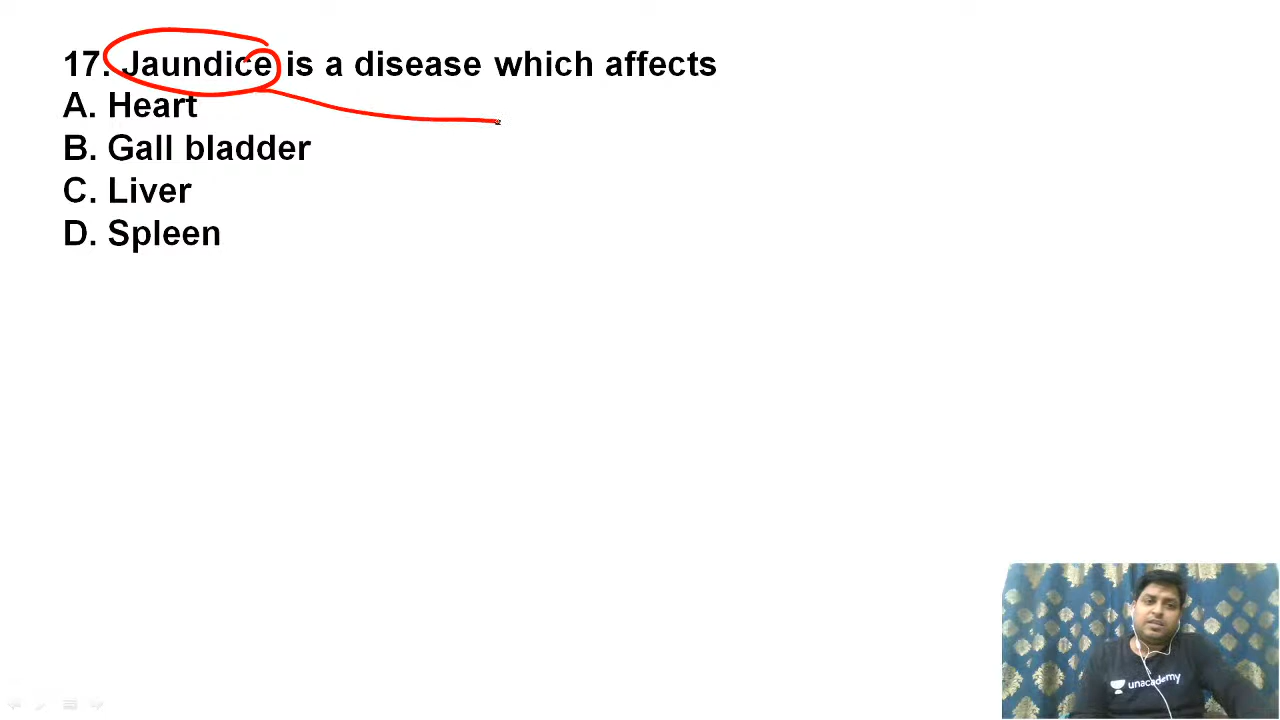 17. Jaundice is a disease which affects
A. Heart
B. Gall bladder
C. Liver
D. Spleen
unacademy